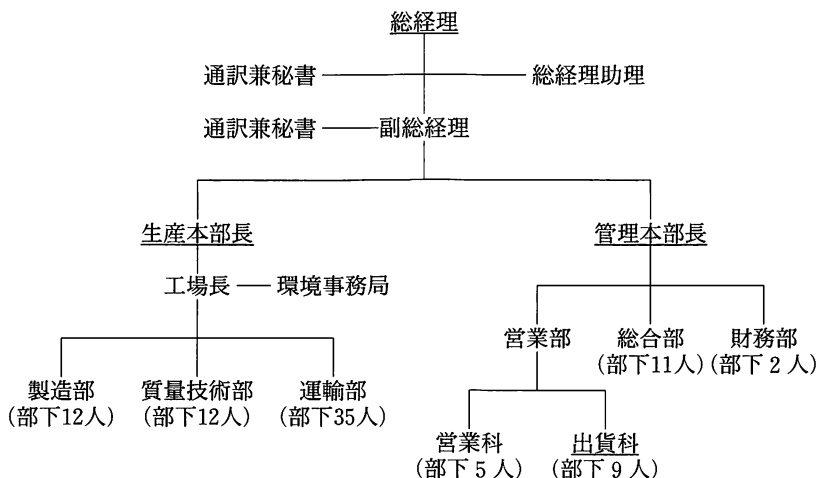 総経理
通訳兼秘書 総経理助理
通訳兼秘書 副総経理
生産本部長 管理本部長
工場長 環境事務局
営業部 総合部 財務部
(部下11人) (部下2人)
製造部 質量技術部 運輸部
(部下12人) (部下12人) (部下35人)
営業科 出貨科
(部下5人) (部下9人)